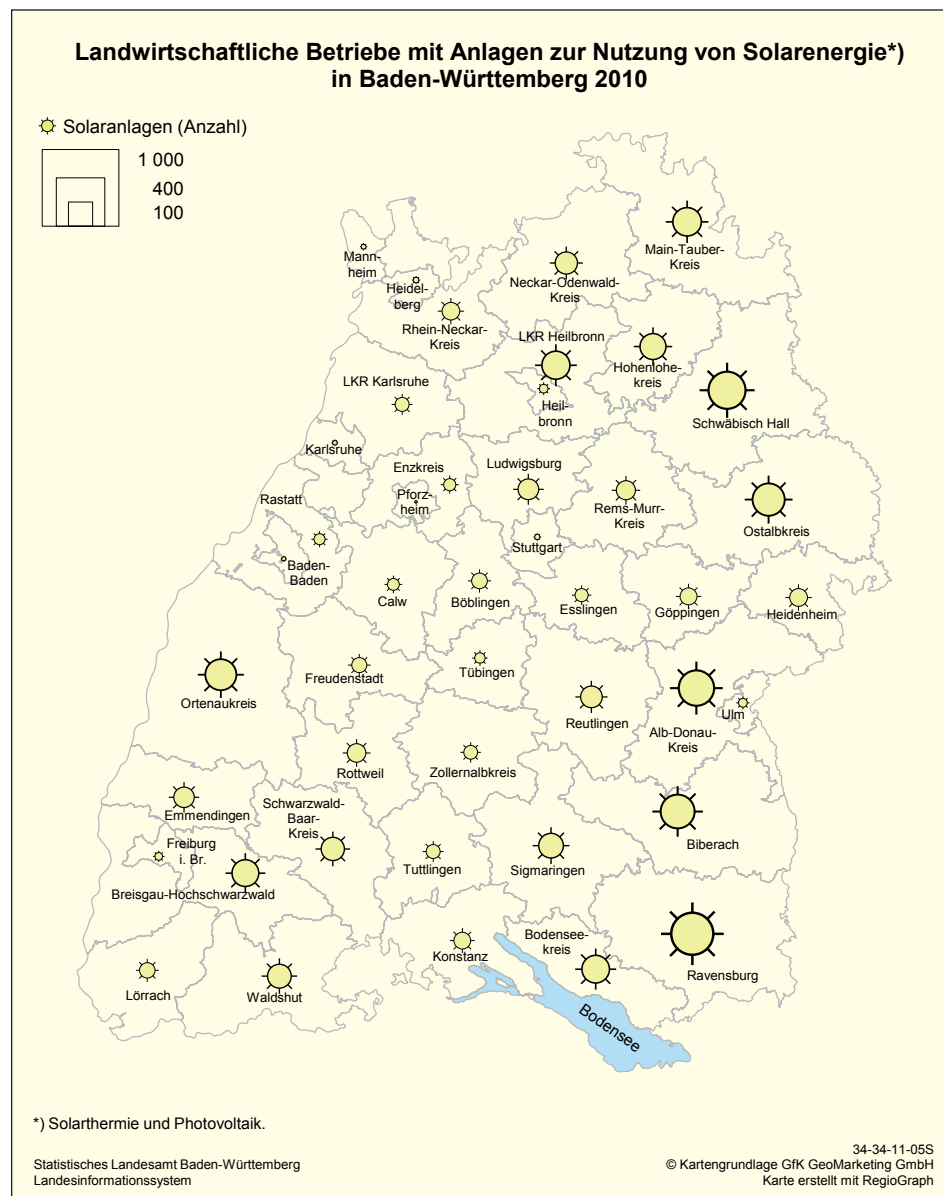 Landwirtschaftliche Betriebe mit Anlagen zur Nutzung von Solarenergie*)
in Baden-Württemberg 2010
Solaranlagen (Anzahl)
1 000
400
100
Main-Tauber-
Kreis
Mann-
heim
Neckar-Odenwald-
Kreis
Heidel-
berg
Rhein-Neckar-
Kreis
LKR Heilbronn
Hohenlohe-
kreis
LKR Karlsruhe
Heil-
bronn
Schwäbisch Hall
Karlsruhe
Enzkreis
Ludwigsburg
Pforz-
heim
Rastatt
Rems-Murr-
Kreis
Ostalbkreis
Stuttgart
Baden-
Baden
Calw
Böblingen
Esslingen
Göppingen
Heidenheim
Freudenstadt
Tübingen
Ortenaukreis
Reutlingen
Ulm
Alb-Donau-
Kreis
Rottweil
Zollernalbkreis
Emmendingen
Schwarzwald-
Baar-
Kreis
Freiburg
i. Br.
Biberach
Tuttlingen
Sigmaringen
Breisgau-Hochschwarzwald
Bodensee-
kreis
Konstanz
Ravensburg
Lörrach
Waldshut
Bodensee
*) Solarthermie und Photovoltaik.
Statistisches Landesamt Baden-Württemberg
Landesinformationssystem
34-34-11-05S
© Kartengrundlage GfK GeoMarketing GmbH
Karte erstellt mit RegioGraph